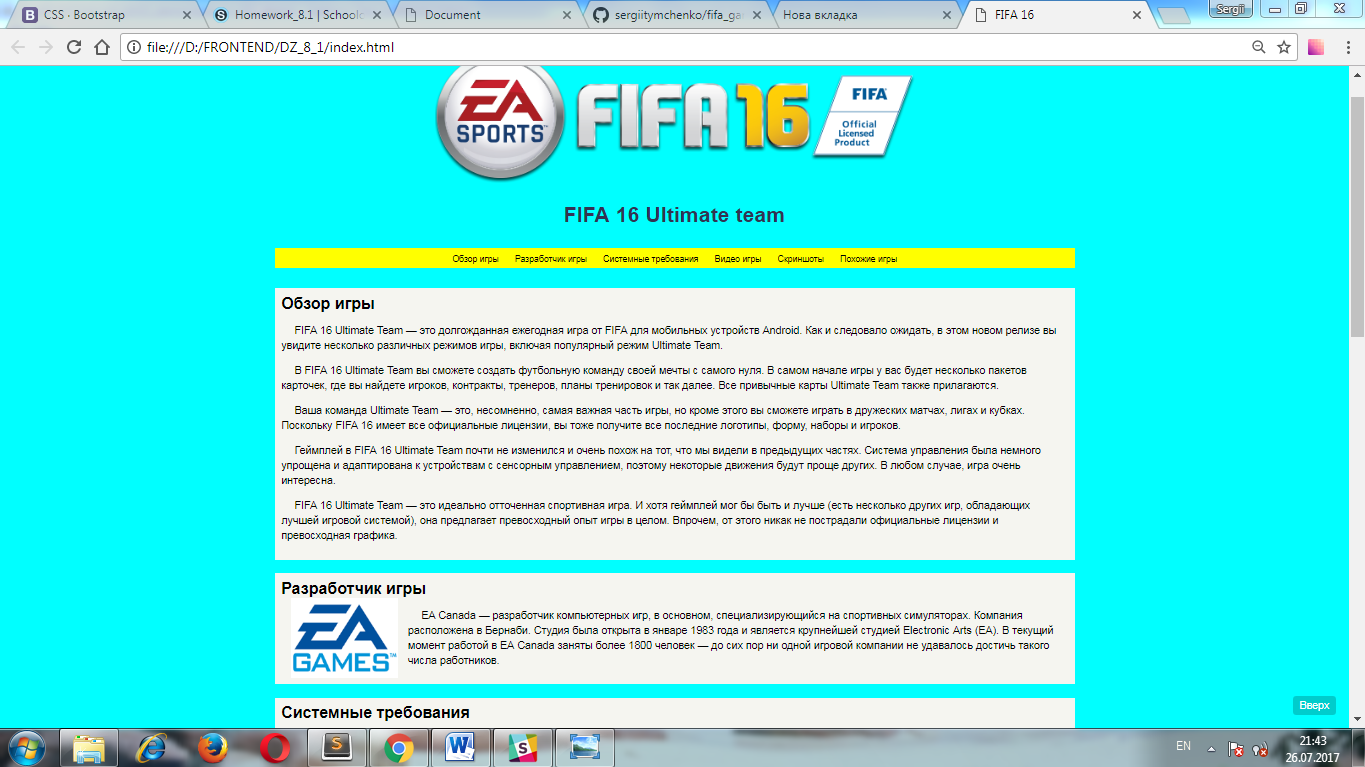 CSS · Bootstrap
Homework_8.1 | Schoolc
Document
sergiitymchenko/fifa_ga
Нова вкладка
FIFA 16
Sergii
file:///D:/FRONTEND/DZ_8_1/index.html
EA SPORTS™
FIFA 16
FIFA
Official
Licensed
Product
FIFA 16 Ultimate team
Обзор игры Разработчик игры Системные требования Видео игры Скриншоты Похожие игры
Обзор игры
FIFA 16 Ultimate Team — это долгожданная ежегодная игра от FIFA для мобильных устройств Android. Как и следовало ожидать, в этом новом релизе вы
увидите несколько различных режимов игры, включая популярный режим Ultimate Team.
В FIFA 16 Ultimate Team вы сможете создать футбольную команду своей мечты с самого нуля. В самом начале игры у вас будет несколько пакетов
карточек, где вы найдете игроков, контракты, тренеров, планы тренировок и так далее. Все привычные карты Ultimate Team также прилагаются.
Ваша команда Ultimate Team — это, несомненно, самая важная часть игры, но кроме этого вы сможете играть в дружеских матчах, лигах и кубках.
Поскольку FIFA 16 имеет все официальные лицензии, вы тоже получите все последние логотипы, форму, наборы и игроков.
Геймплей в FIFA 16 Ultimate Team почти не изменился и очень похож на тот, что мы видели в предыдущих частях. Система управления была немного
упрощена и адаптирована к устройствам с сенсорным управлением, поэтому некоторые движения будут проще других. В любом случае, игра очень
интересна.
FIFA 16 Ultimate Team — это идеально отточенная спортивная игра. И хотя геймплей мог бы быть и лучше (есть несколько других игр, обладающих
лучшей игровой системой), она предлагает превосходный опыт игры в целом. Впрочем, от этого никак не пострадали официальные лицензии и
превосходная графика.
Разработчик игры
EA GAMES™
EA Canada — разработчик компьютерных игр, в основном, специализирующийся на спортивных симуляторах. Компания
расположена в Бернаби. Студия была открыта в январе 1983 года и является крупнейшей студией Electronic Arts (EA). В текущий
момент работой в EA Canada заняты более 1800 человек — до сих пор ни одной игровой компании не удавалось достичь такого
числа работников.
Системные требования
Вверх
EN
21:43
26.07.2017